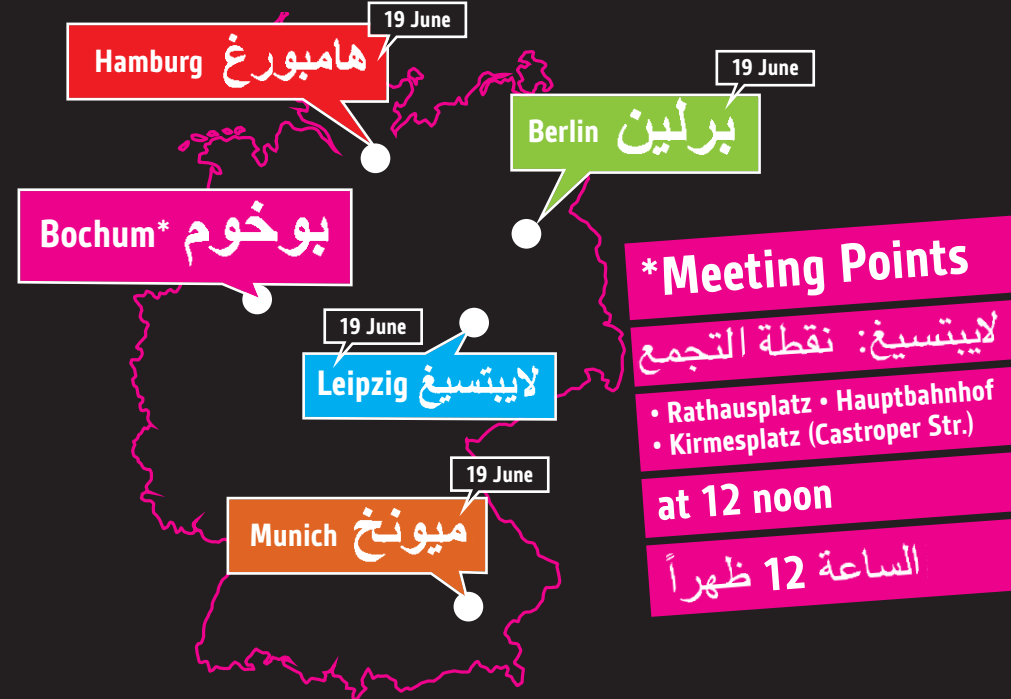 19 June
Hamburg هامبورغ
19 June
Berlin برلين
Bochum* بوخوم
19 June
Leipzig لايبتسيغ
19 June
Munich ميونخ
*Meeting Points
لايبتسيغ: نقطة التجمع
• Rathausplatz • Hauptbahnhof
• Kirmesplatz (Castroper Str.)
at 12 noon
الساعة 12 ظهراً